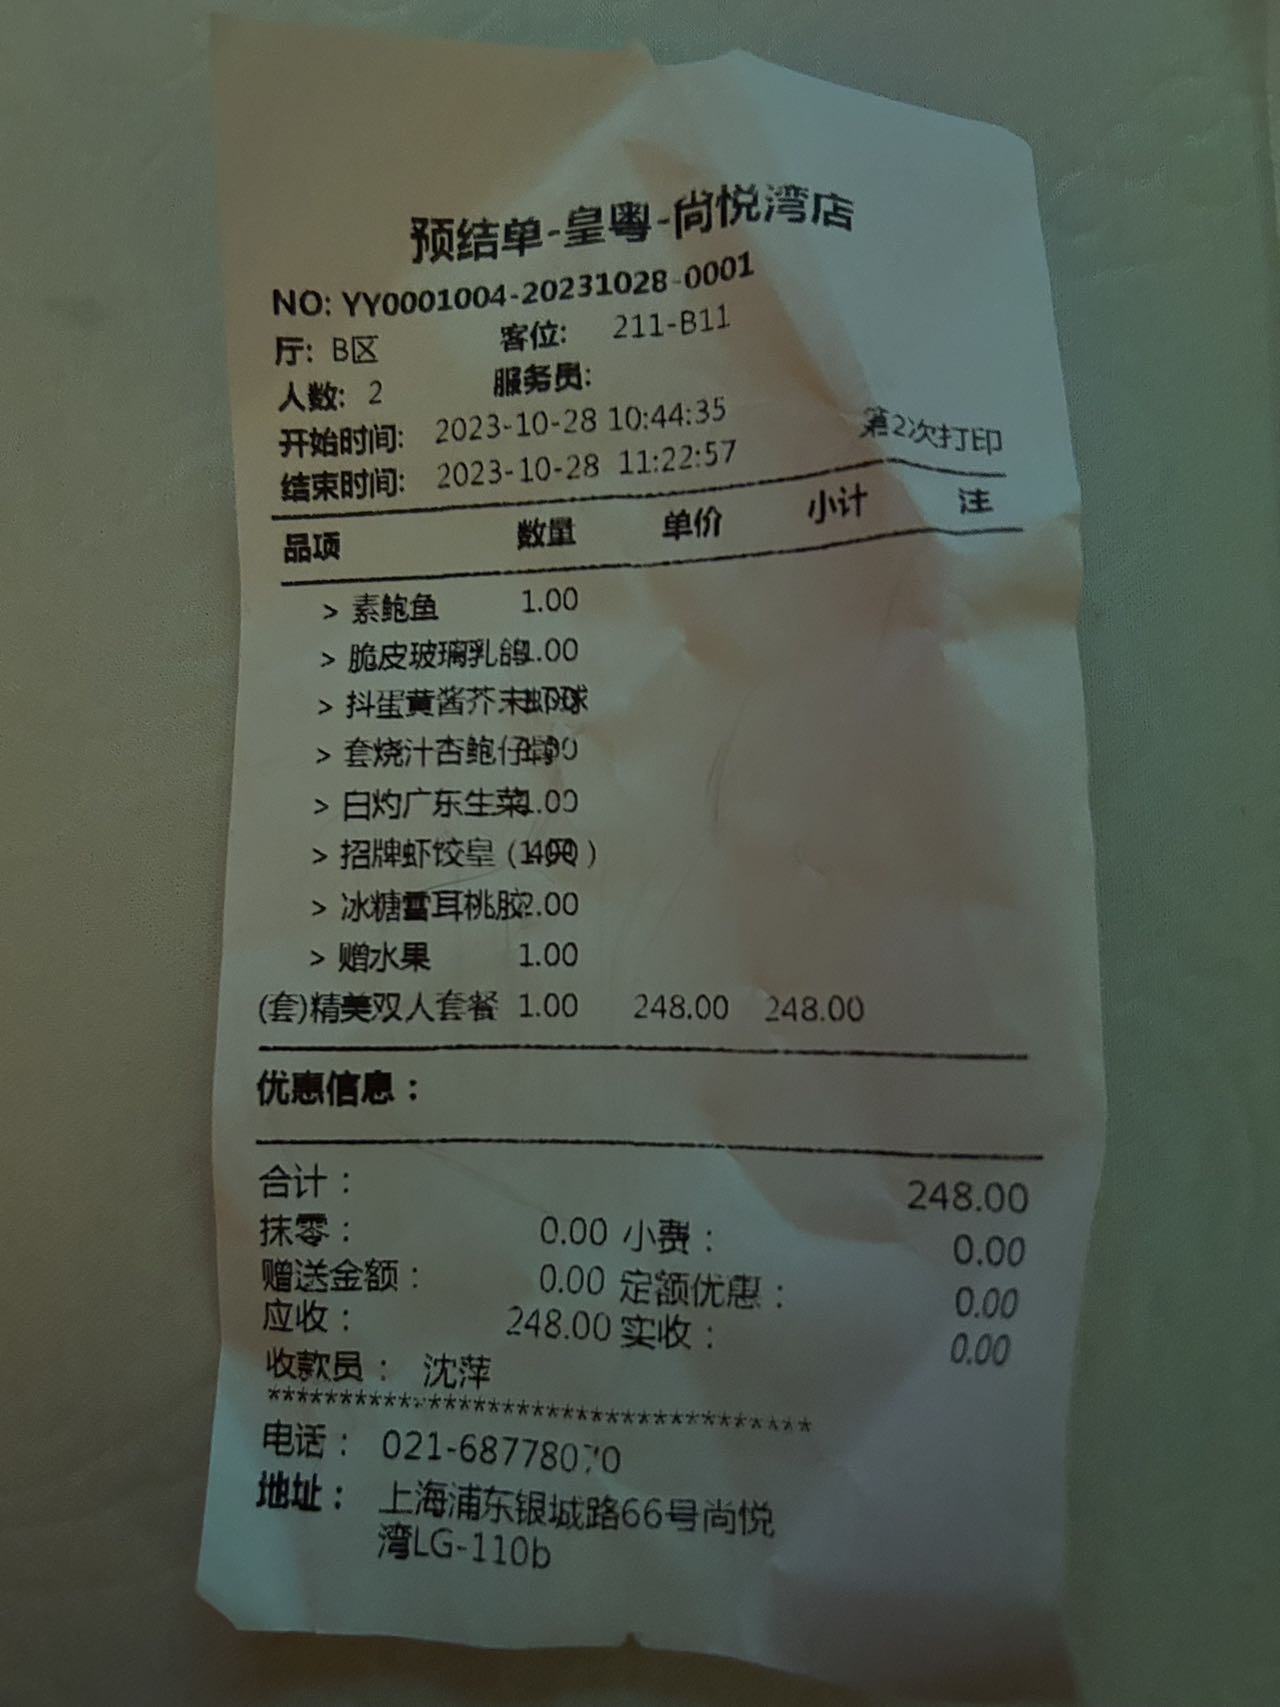 预结单-皇粤-尚悦湾店
NO: YY0001004-20231028-0001
厅: B区 客位: 211-B11
人数: 2 服务员:
开始时间: 2023-10-28 10:44:35
结束时间: 2023-10-28 11:22:57 第2次打印
品项 数量 单价 小计 注
> 素鲍鱼 1.00
> 脆皮玻璃乳鸽1.00
> 抖蛋黄酱芥末虾球
> 套烧汁杏鲍仔
> 白灼广东生菜1.00
> 招牌虾饺皇
> 冰糖雪耳桃胶2.00
> 赠水果 1.00
(套)精美双人套餐 1.00 248.00 248.00
优惠信息：
合计： 248.00
抹零： 0.00 小费： 0.00
赠送金额： 0.00 定额优惠： 0.00
应收： 248.00 实收： 0.00
收款员： 沈萍
电话： 021-68778070
地址： 上海浦东银城路66号尚悦
湾LG-110b